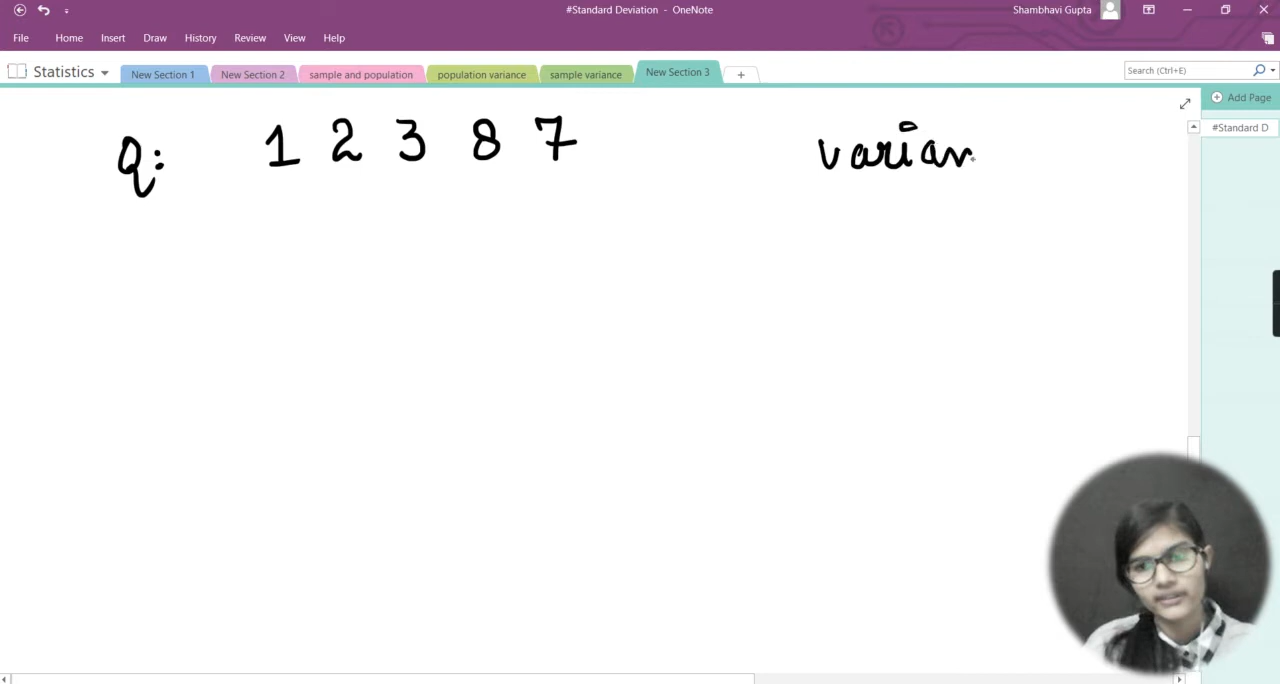 #Standard Deviation - OneNote
Shambhavi Gupta
File Home Insert Draw History Review View Help
Statistics New Section 1 New Section 2 sample and population population variance sample variance New Section 3 + Search (Ctrl+E)
Add Page
#Standard D
Q: 1 2 3 8 7 varian